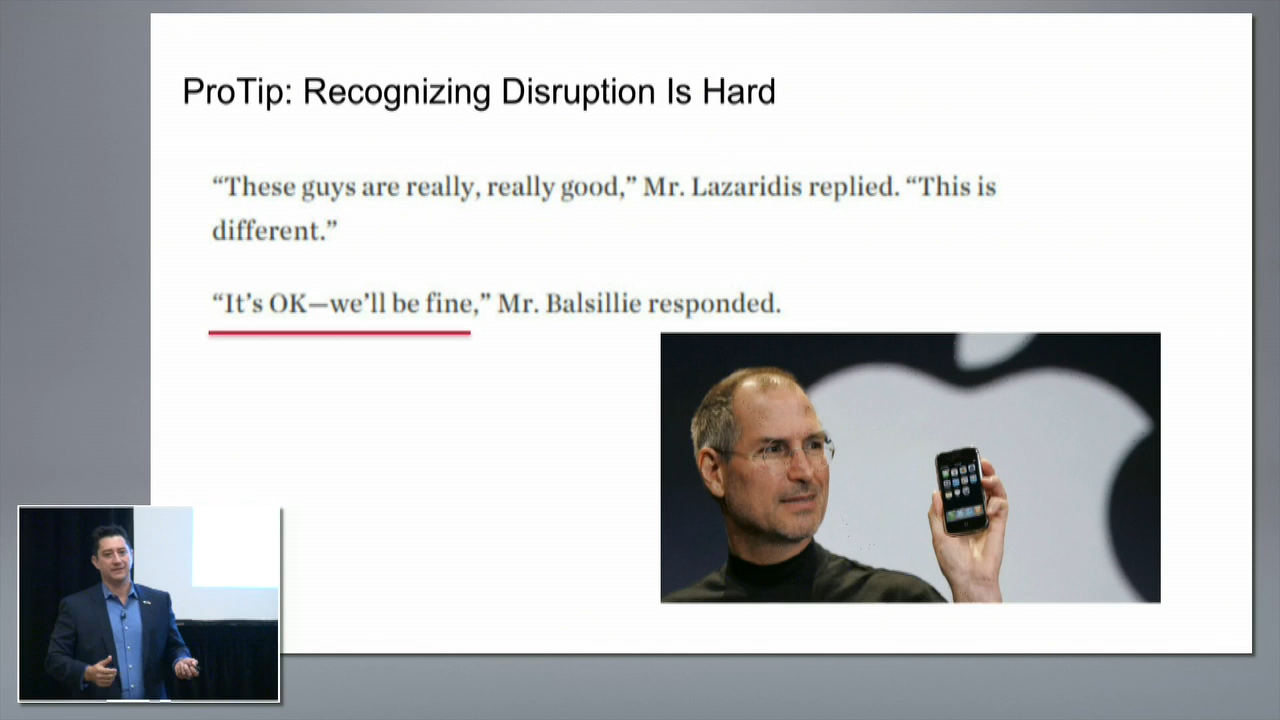 ProTip: Recognizing Disruption Is Hard
“These guys are really, really good,” Mr. Lazaridis replied. “This is
different.”
“It’s OK—we’ll be fine,” Mr. Balsillie responded.